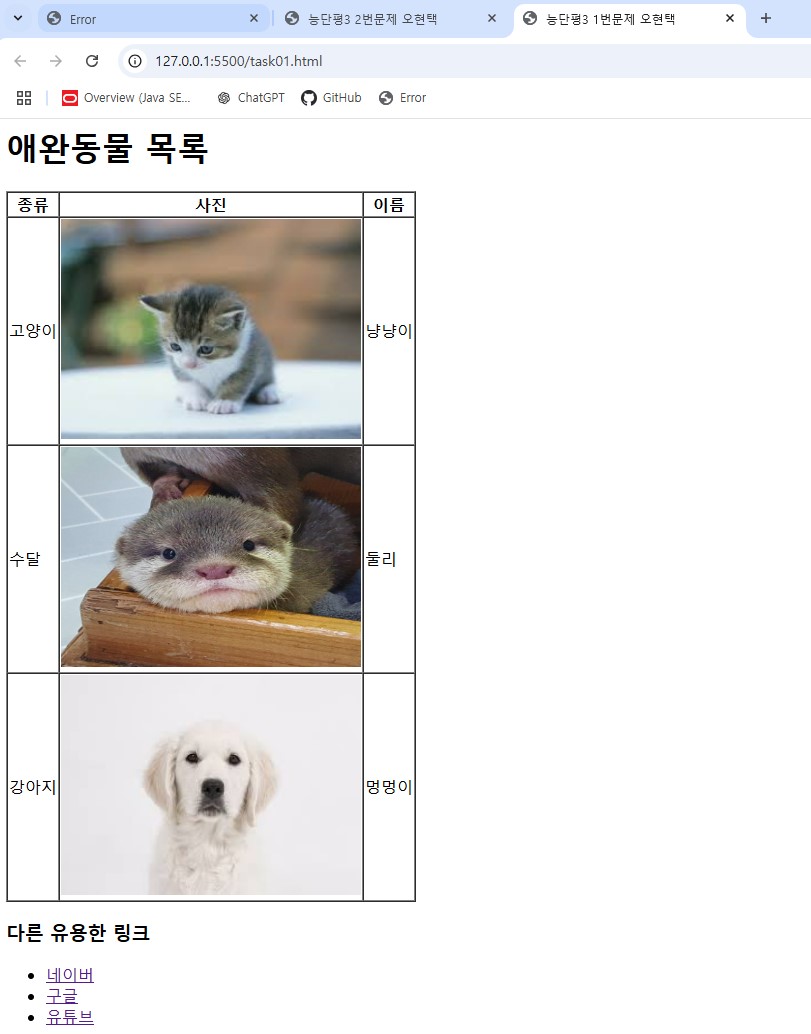 Error
능단평3 2번문제 오현택
능단평3 1번문제 오현택
127.0.0.1:5500/task01.html
Overview (Java SE... ChatGPT GitHub Error
애완동물 목록
종류 사진 이름
고양이 냥냥이
수달 둘리
강아지 멍멍이
다른 유용한 링크
네이버
구글
유튜브